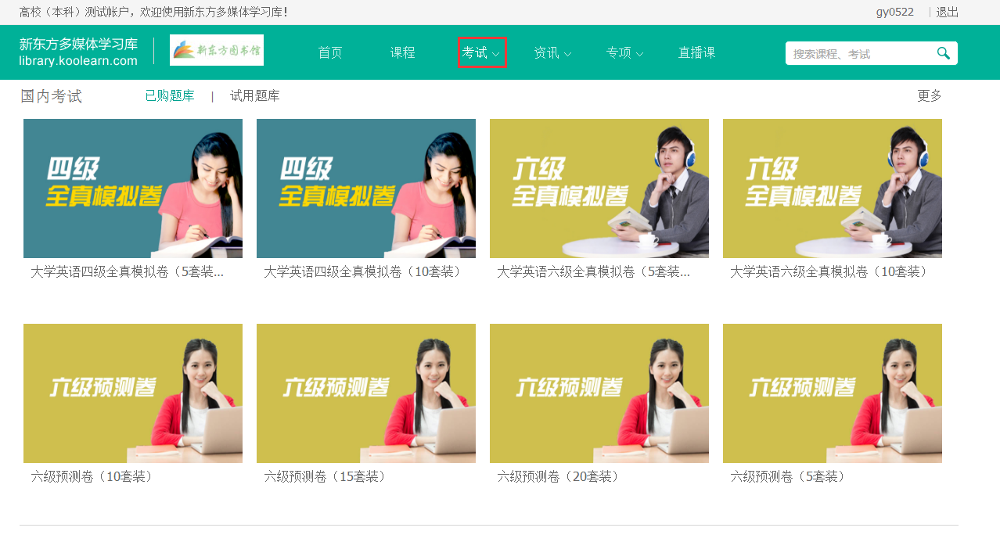 高校（本科）测试帐户，欢迎使用新东方多媒体学习库！
gy0522 | 退出
新东方多媒体学习库
library.koolearn.com
新东方图书馆
首页 课程 考试 资讯 专项 直播课
搜索课程、考试
国内考试 已购题库 | 试用题库 更多
四级
全真模拟卷
四级
全真模拟卷
六级
全真模拟卷
六级
全真模拟卷
大学英语四级全真模拟卷（5套装...
大学英语四级全真模拟卷（10套装）
大学英语六级全真模拟卷（5套装...
大学英语六级全真模拟卷（10套装）
六级预测卷
六级预测卷
六级预测卷
六级预测卷
六级预测卷（10套装）
六级预测卷（15套装）
六级预测卷（20套装）
六级预测卷（5套装）